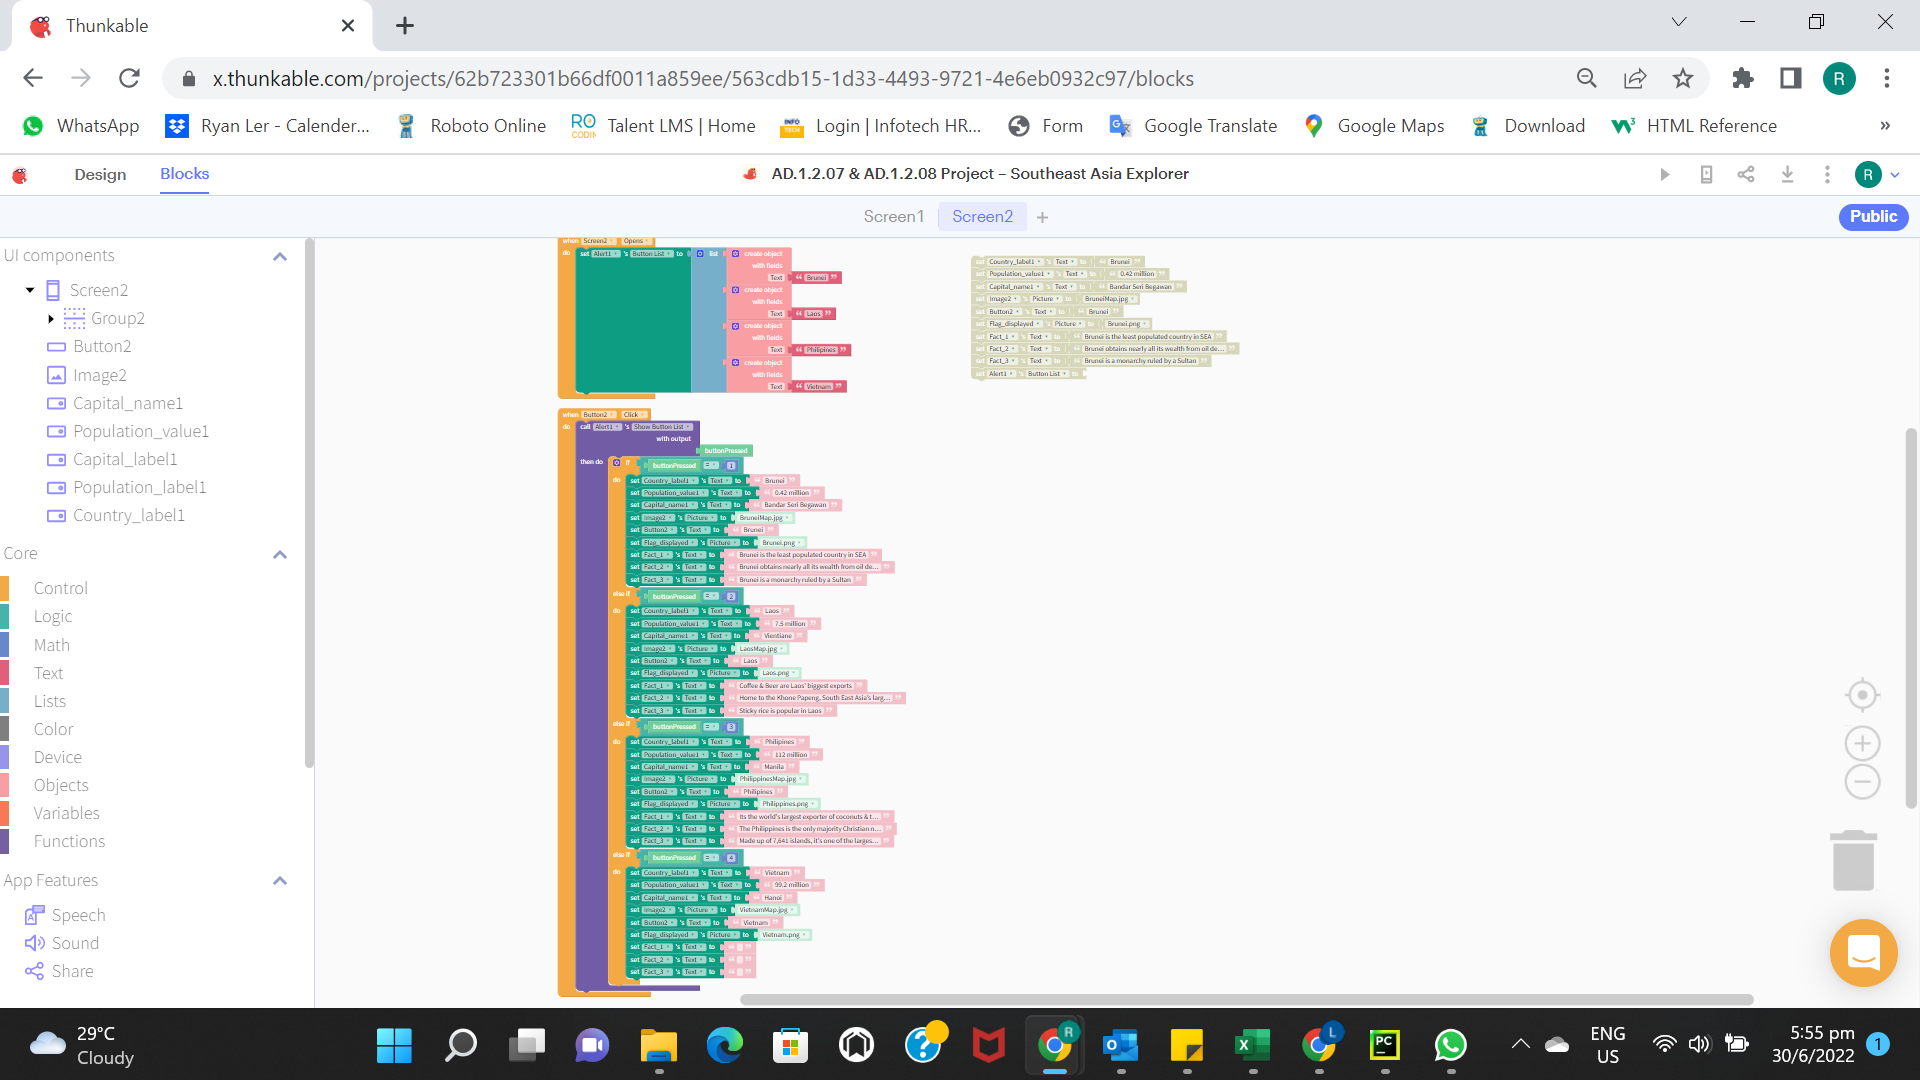 Thunkable
x.thunkable.com/projects/62b723301b66df0011a859ee/563cdb15-1d33-4493-9721-4e6eb0932c97/blocks
R
WhatsApp
Ryan Ler - Calender...
Roboto Online
Talent LMS | Home
Login | Infotech HR...
Form
Google Translate
Google Maps
Download
HTML Reference
»
Design
Blocks
AD.1.2.07 & AD.1.2.08 Project – Southeast Asia Explorer
R
Screen1
Screen2
+
Public
UI components
Screen2
Group2
Button2
Image2
Capital_name1
Population_value1
Capital_label1
Population_label1
Country_label1
Core
Control
Logic
Math
Text
Lists
Color
Device
Objects
Variables
Functions
App Features
Speech
Sound
Share
when Screen2 Opens
do set Alert1 's Button List to list create object
with fields
Text “ Brunei ”
create object
with fields
Text “ Laos ”
create object
with fields
Text “ Philipines ”
create object
with fields
Text “ Vietnam ”
set Country_label1 's Text to “ Brunei ”
set Population_value1 's Text to “ 0.42 million ”
set Capital_name1 's Text to “ Bandar Seri Begawan ”
set Image2 's Picture to BruneiMap.jpg
set Button2 's Text to “ Brunei ”
set Flag_displayed 's Picture to Brunei.png
set Fact_1 's Text to “ Brunei is the least populated country in SEA ”
set Fact_2 's Text to “ Brunei obtains nearly all its wealth from oil de... ”
set Fact_3 's Text to “ Brunei is a monarchy ruled by a Sultan ”
set Alert1 's Button List to
when Button2 Click
do call Alert1 's Show Button List
with output
buttonPressed
then do if buttonPressed = 1
do set Country_label1 's Text to “ Brunei ”
set Population_value1 's Text to “ 0.42 million ”
set Capital_name1 's Text to “ Bandar Seri Begawan ”
set Image2 's Picture to BruneiMap.jpg
set Button2 's Text to “ Brunei ”
set Flag_displayed 's Picture to Brunei.png
set Fact_1 's Text to “ Brunei is the least populated country in SEA ”
set Fact_2 's Text to “ Brunei obtains nearly all its wealth from oil de... ”
set Fact_3 's Text to “ Brunei is a monarchy ruled by a Sultan ”
else if buttonPressed = 2
do set Country_label1 's Text to “ Laos ”
set Population_value1 's Text to “ 7.5 million ”
set Capital_name1 's Text to “ Vientiane ”
set Image2 's Picture to LaosMap.jpg
set Button2 's Text to “ Laos ”
set Flag_displayed 's Picture to Laos.png
set Fact_1 's Text to “ Coffee & Beer are Laos' biggest exports ”
set Fact_2 's Text to “ Home to the Khone Papeng, South East Asia's larg... ”
set Fact_3 's Text to “ Sticky rice is popular in Laos ”
else if buttonPressed = 3
do set Country_label1 's Text to “ Philipines ”
set Population_value1 's Text to “ 112 million ”
set Capital_name1 's Text to “ Manila ”
set Image2 's Picture to PhilippinesMap.jpg
set Button2 's Text to “ Philipines ”
set Flag_displayed 's Picture to Philippines.png
set Fact_1 's Text to “ Its the world's largest exporter of coconuts & t... ”
set Fact_2 's Text to “ The Philippines is the only majority Christian n... ”
set Fact_3 's Text to “ Made up of 7,641 islands, it's one of the larges... ”
else if buttonPressed = 4
do set Country_label1 's Text to “ Vietnam ”
set Population_value1 's Text to “ 99.2 million ”
set Capital_name1 's Text to “ Hanoi ”
set Image2 's Picture to VietnamMap.jpg
set Button2 's Text to “ Vietnam ”
set Flag_displayed 's Picture to Vietnam.png
set Fact_1 's Text to “ ”
set Fact_2 's Text to “ ”
set Fact_3 's Text to “ ”
29°C
Cloudy
ENG
US
5:55 pm
30/6/2022
1